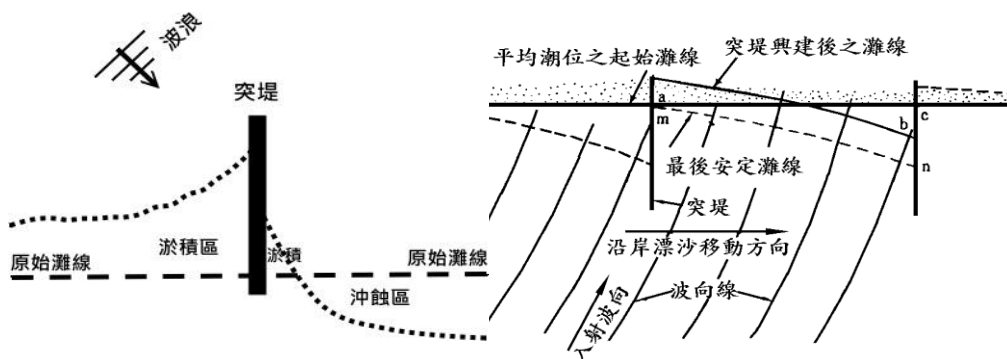 波浪
突堤
淤積區
淤積
原始灘線
原始灘線
沖蝕區
平均潮位之起始灘線
突堤興建後之灘線
a
m
b
c
n
最後安定灘線
突堤
沿岸漂沙移動方向
入射波向
波向線